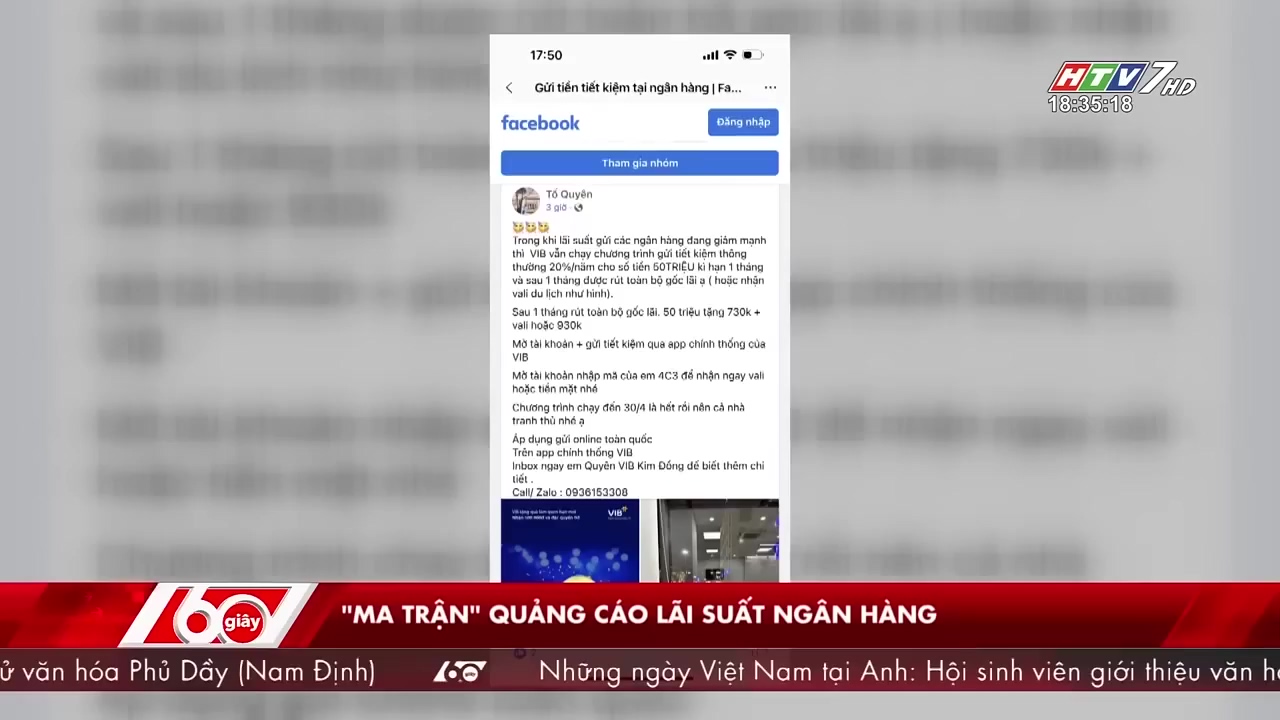 17:50
Gửi tiền tiết kiệm tại ngân hàng | Fa...
facebook
Đăng nhập
Tham gia nhóm
Tố Quyên
3 giờ ·
Trong khi lãi suất gửi các ngân hàng đang giảm mạnh
thì VIB vẫn chạy chương trình gửi tiết kiệm thông
thường 20%/năm cho số tiền 50TRIỆU kì hạn 1 tháng
và sau 1 tháng được rút toàn bộ gốc lãi ạ ( hoặc nhận
vali du lịch như hình).
Sau 1 tháng rút toàn bộ gốc lãi. 50 triệu tặng 730k +
vali hoặc 930k
Mở tài khoản + gửi tiết kiệm qua app chính thống của
VIB
Mở tài khoản nhập mã của em 4C3 để nhận ngay vali
hoặc tiền mặt nhé
Chương trình chạy đến 30/4 là hết rồi nên cả nhà
tranh thủ nhé ạ
Áp dụng gửi online toàn quốc
Trên app chính thống VIB
Inbox ngay em Quyên VIB Kim Đồng để biết thêm chi
tiết .
Call/ Zalo : 0936153308
VIB
HTV7 HD
18:35:18
60 giây
"MA TRẬN" QUẢNG CÁO LÃI SUẤT NGÂN HÀNG
ử văn hóa Phủ Dầy (Nam Định)
60 giây
Những ngày Việt Nam tại Anh: Hội sinh viên giới thiệu văn hó